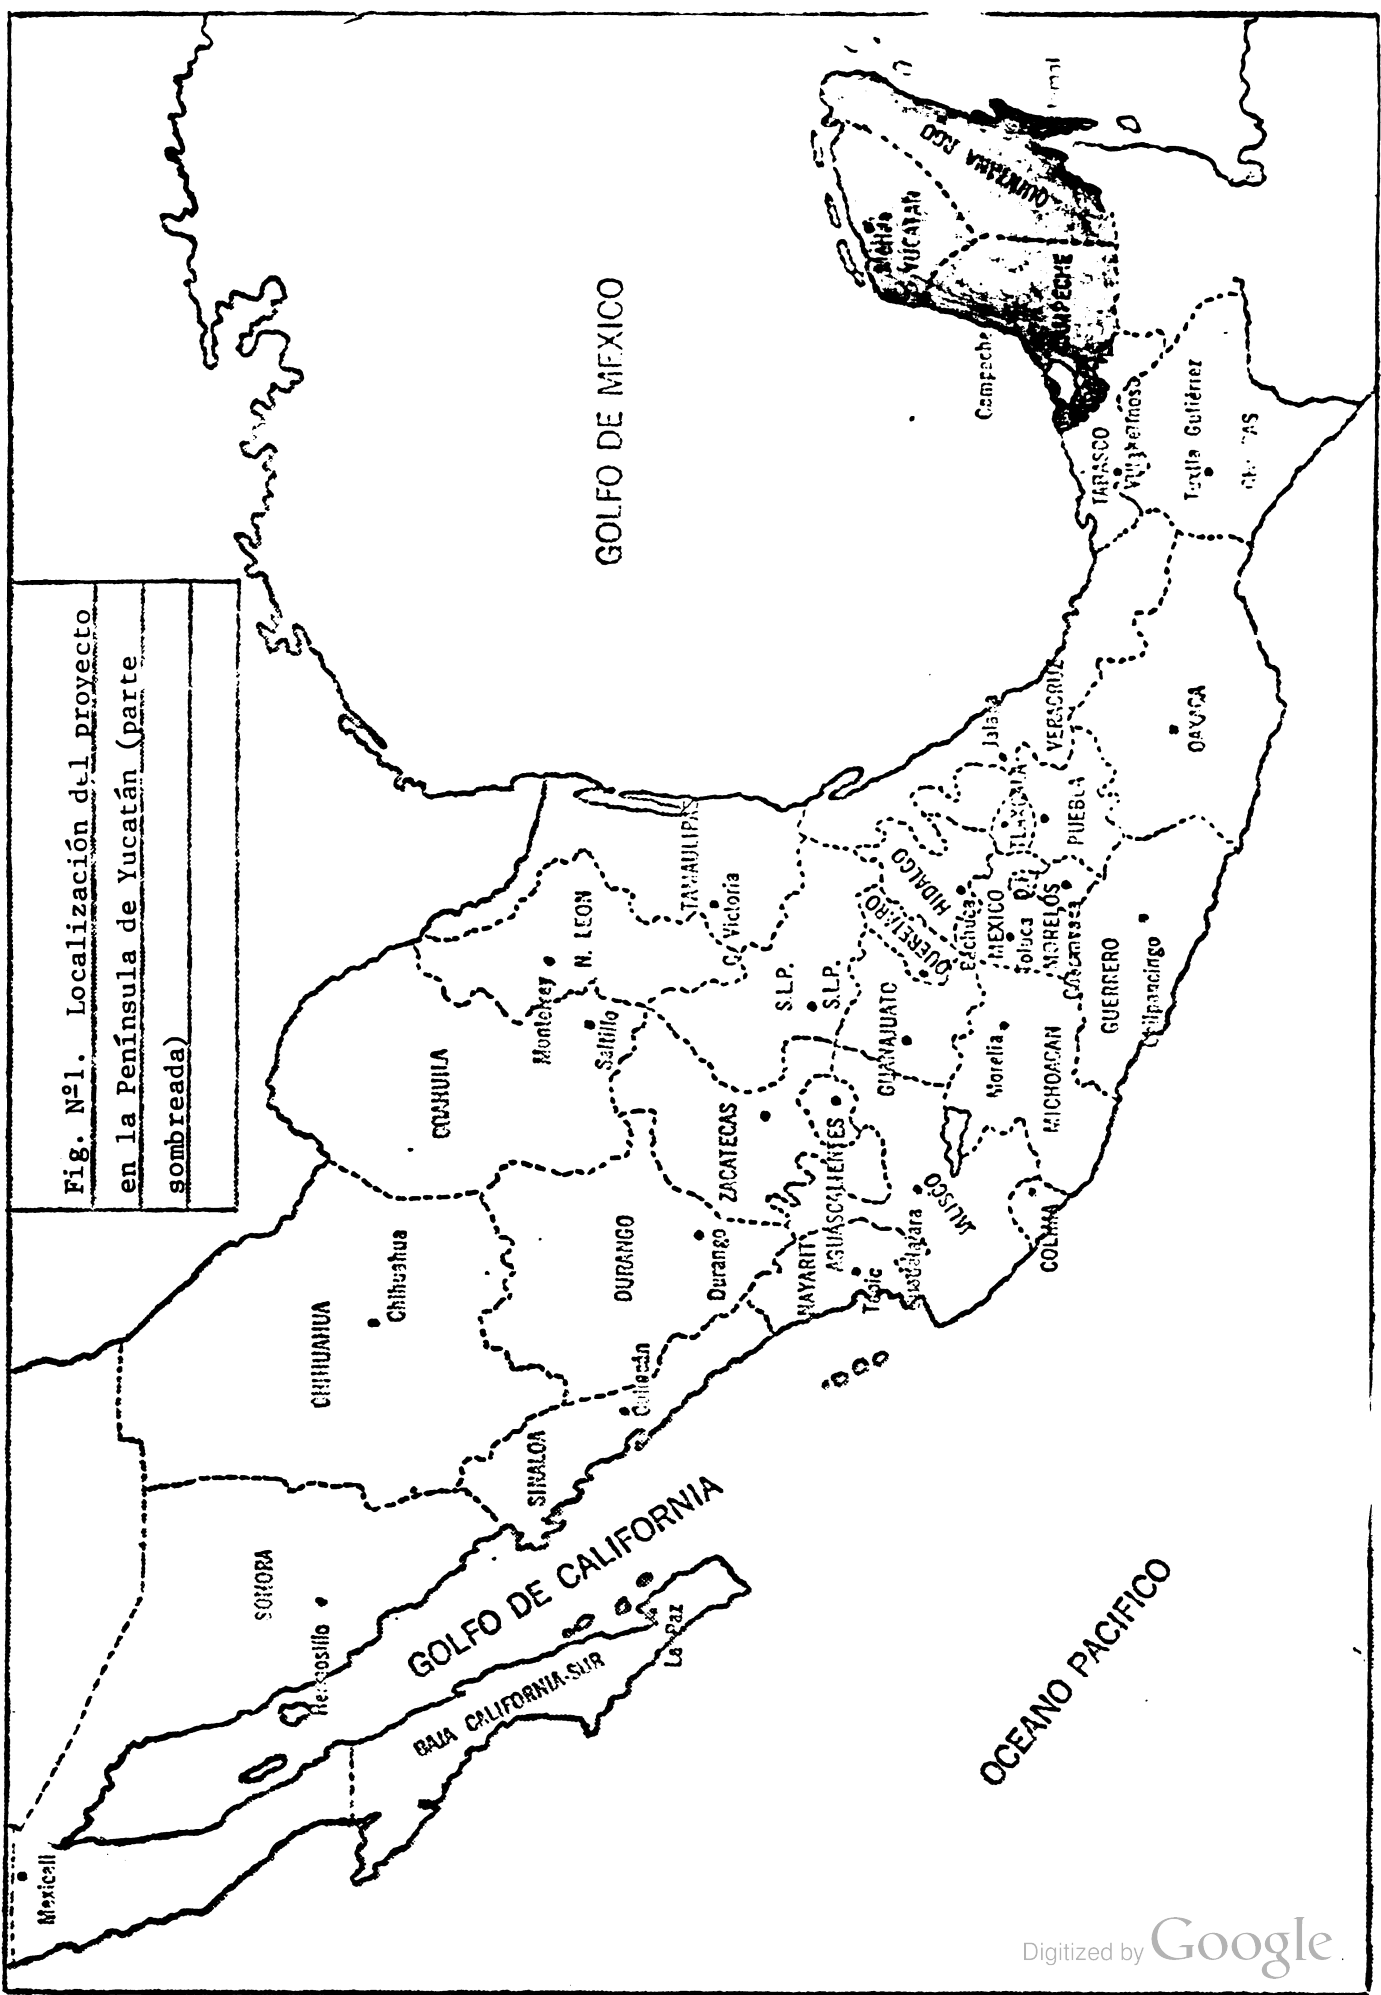 Fig. Nº1. Localización del proyecto
en la Península de Yucatán (parte
sombreada)
GOLFO DE MEXICO
GOLFO DE CALIFORNIA
OCEANO PACIFICO
Mexicali
BAJA CALIFORNIA-SUR
La Paz
SONORA
Hermosillo
CHIHUAHUA
Chihuahua
SINALOA
Culiacán
DURANGO
Durango
COAHUILA
Saltillo
Monterrey
N. LEON
TAMAULIPAS
C. Victoria
ZACATECAS
S.L.P.
S.L.P.
NAYARIT
Tepic
AGUASCALIENTES
JALISCO
Guadalajara
COLIMA
GUANAJUATO
QUERETARO
HIDALGO
Pachuca
MEXICO
Toluca
D.F.
MORELOS
Cuernavaca
MICHOACAN
Morelia
GUERRERO
Chilpancingo
TLAXCALA
PUEBLA
VERACRUZ
Jalapa
OAXACA
TABASCO
Villahermosa
Tuxtla Gutiérrez
Campeche
CAMPECHE
Mérida
YUCATAN
QUINTANA ROO
Digitized by Google